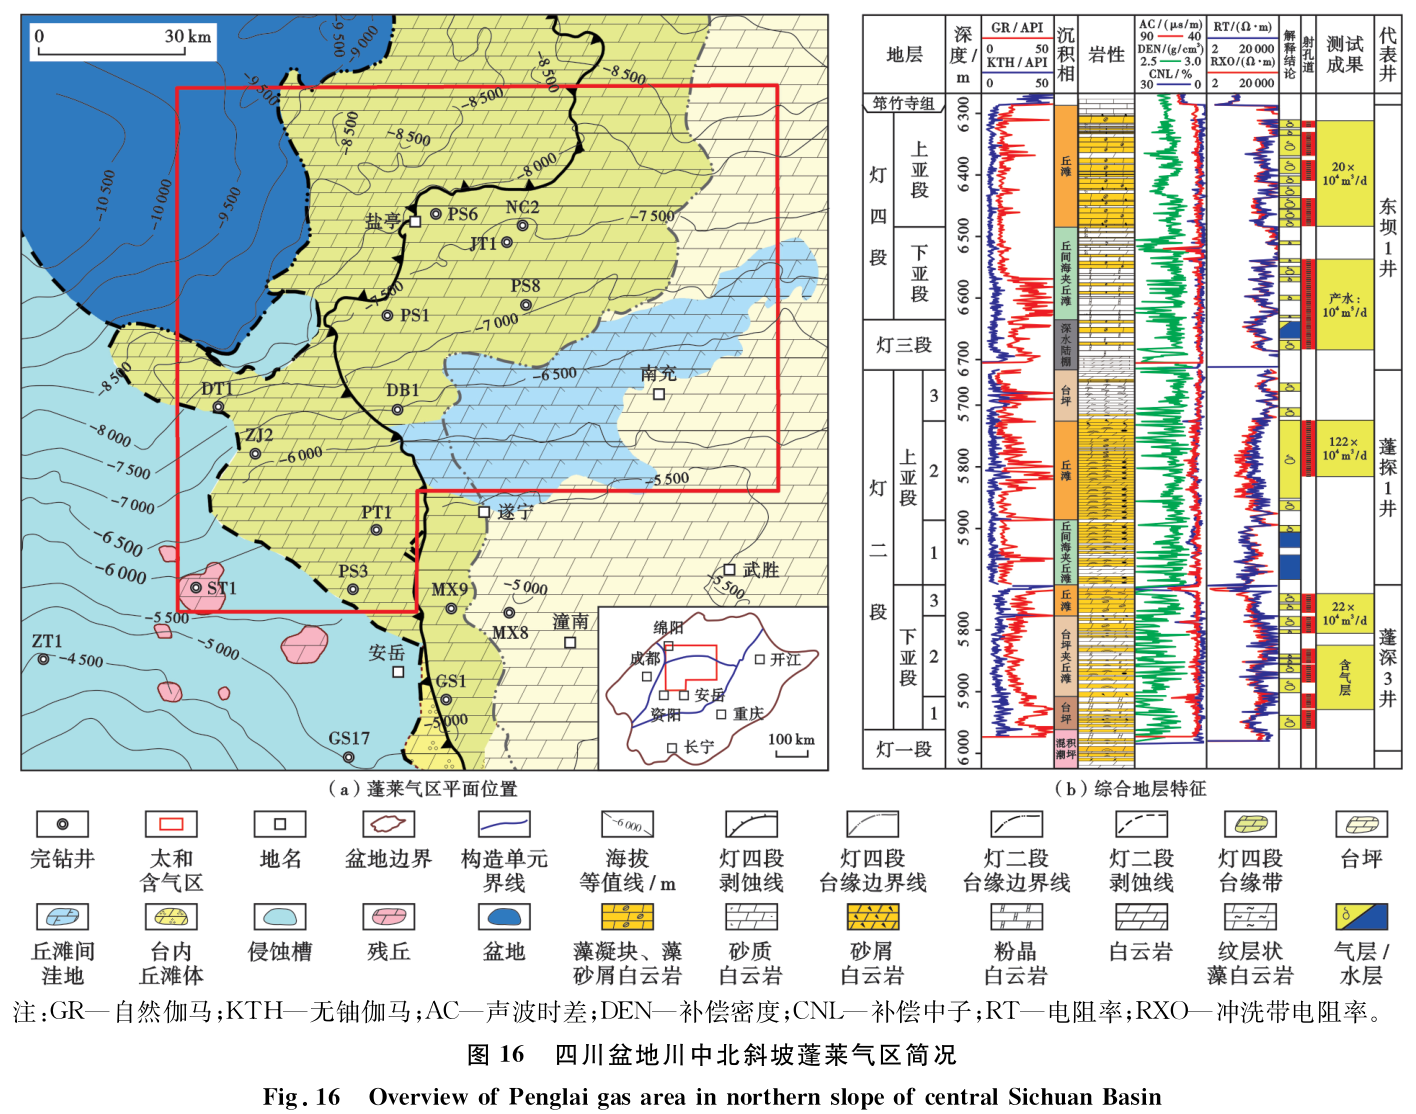 0 30 km
-9 500
-9 000
-9 500
-8 500
-8 500
-8 500
-8 500
-8 500
-8 000
-10 500
-10 000
-9 500
盐亭
PS6
NC2
JT1
-7 500
PS8
-7 500
PS1
-7 000
-8 500
DT1
DB1
-6 500
南充
ZJ2
-8 000
-6 000
-7 500
-5 500
-7 000
PT1
遂宁
-6 500
-6 000
ST1
PS3
MX9
-5 000
武胜
-5 500
-5 500
MX8
潼南
ZT1
-4 500
-5 000
安岳
GS1
-5 000
GS17
绵阳
成都
开江
安岳
资阳
重庆
长宁
100 km
(a) 蓬莱气区平面位置
地层
深度/m
GR / API
0 50
KTH / API
0 50
沉积相
岩性
AC / (μs/m)
90 40
DEN/(g/cm³)
2.5 3.0
CNL / %
30 0
RT/(Ω·m)
2 20 000
RXO/(Ω·m)
2 20 000
解释结论
射孔道
测试成果
代表井
筇竹寺组
灯四段
上亚段
下亚段
灯三段
灯二段
上亚段
3
2
1
下亚段
3
2
1
灯一段
6 300
6 400
6 500
6 600
6 700
5 700
5 800
5 900
5 800
5 900
6 000
丘滩
丘间海夹丘滩
深水陆棚
台坪
丘滩
丘间海夹丘滩
丘滩
台坪夹丘滩
台坪
混积潮坪
20×
10⁴ m³/d
产水:
10⁴ m³/d
122×
10⁴ m³/d
22×
10⁴ m³/d
含气层
东坝1井
蓬探1井
蓬深3井
(b) 综合地层特征
完钻井
太和
含气区
地名
盆地边界
构造单元
界线
-6 000
海拔
等值线 / m
灯四段
剥蚀线
灯四段
台缘边界线
灯二段
台缘边界线
灯二段
剥蚀线
灯四段
台缘带
台坪
丘滩间
洼地
台内
丘滩体
侵蚀槽
残丘
盆地
藻凝块、藻
砂屑白云岩
砂质
白云岩
砂屑
白云岩
粉晶
白云岩
白云岩
纹层状
藻白云岩
气层 /
水层
注:GR—自然伽马;KTH—无铀伽马;AC—声波时差;DEN—补偿密度;CNL—补偿中子;RT—电阻率;RXO—冲洗带电阻率。
图 16 四川盆地川中北斜坡蓬莱气区简况
Fig. 16 Overview of Penglai gas area in northern slope of central Sichuan Basin